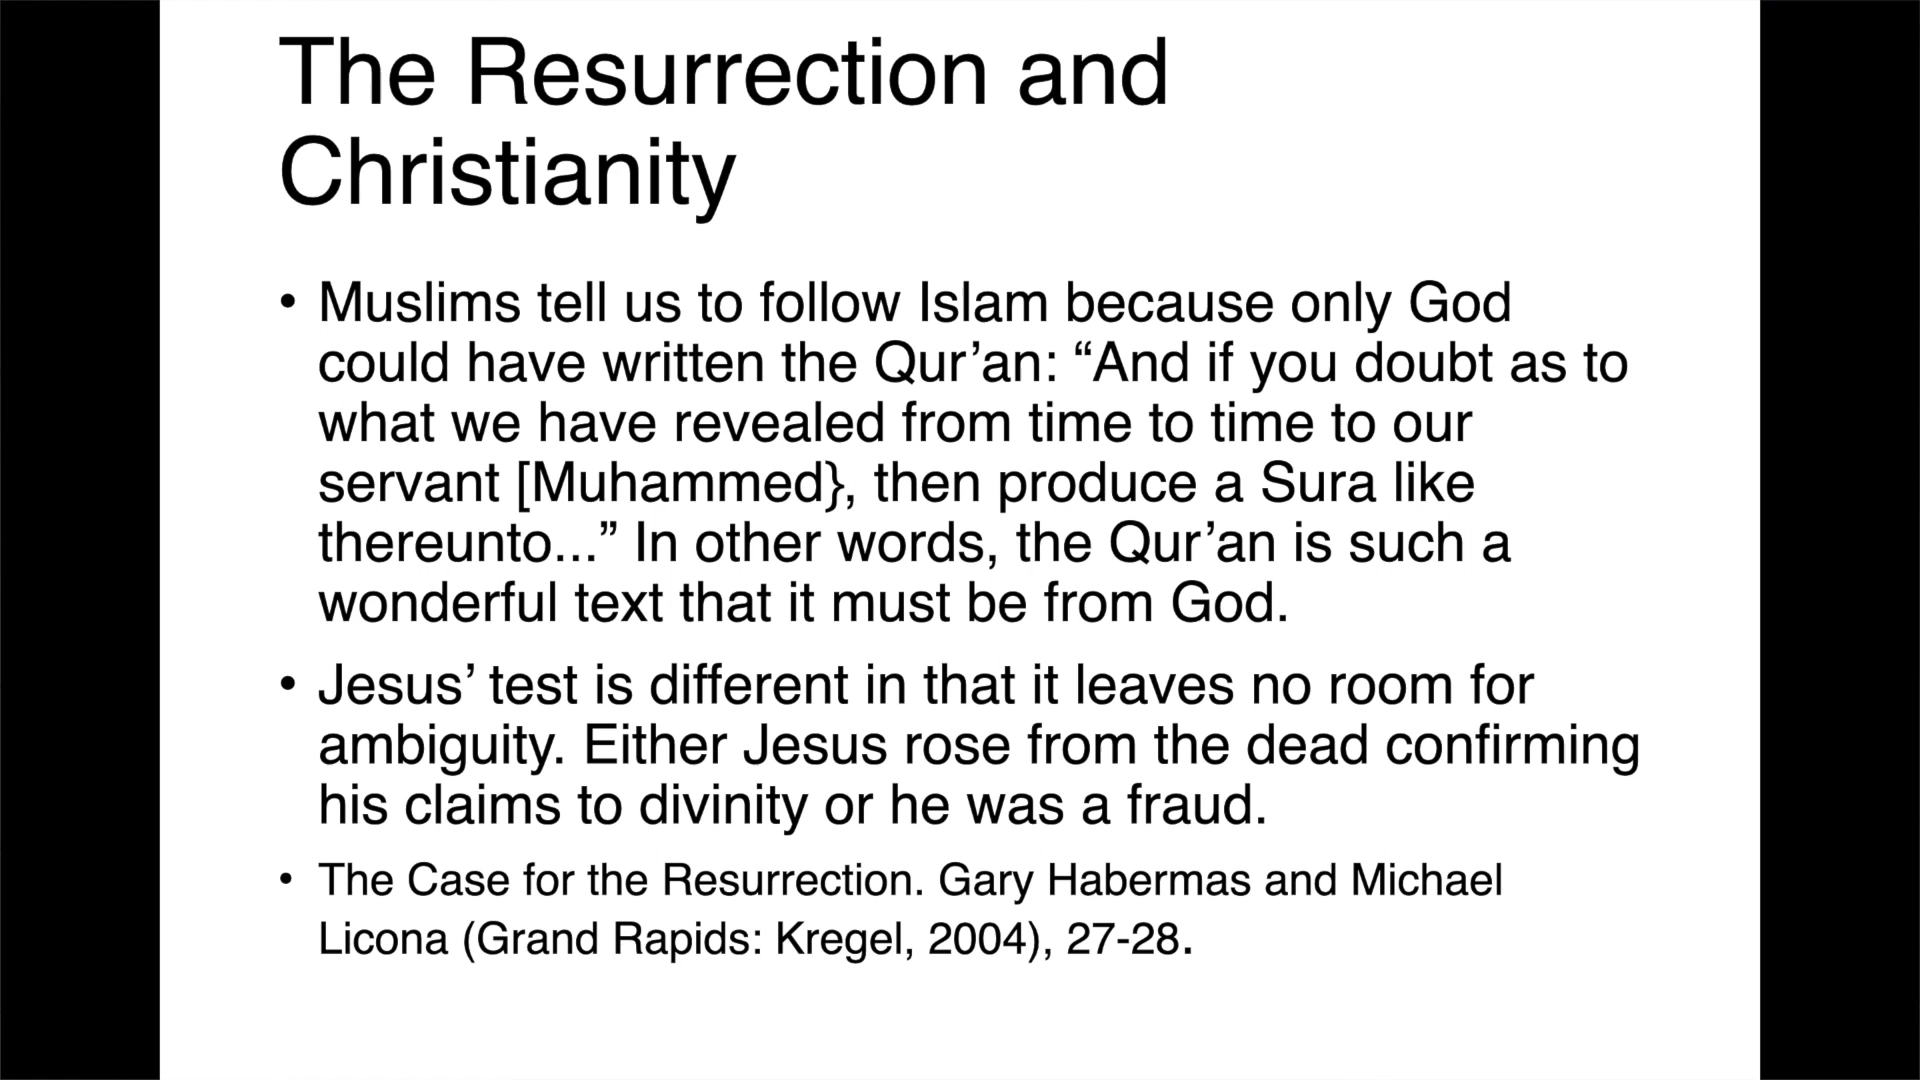 The Resurrection and
Christianity
• Muslims tell us to follow Islam because only God
could have written the Qur’an: “And if you doubt as to
what we have revealed from time to time to our
servant [Muhammed}, then produce a Sura like
thereunto...” In other words, the Qur’an is such a
wonderful text that it must be from God.
• Jesus’ test is different in that it leaves no room for
ambiguity. Either Jesus rose from the dead confirming
his claims to divinity or he was a fraud.
• The Case for the Resurrection. Gary Habermas and Michael
Licona (Grand Rapids: Kregel, 2004), 27-28.